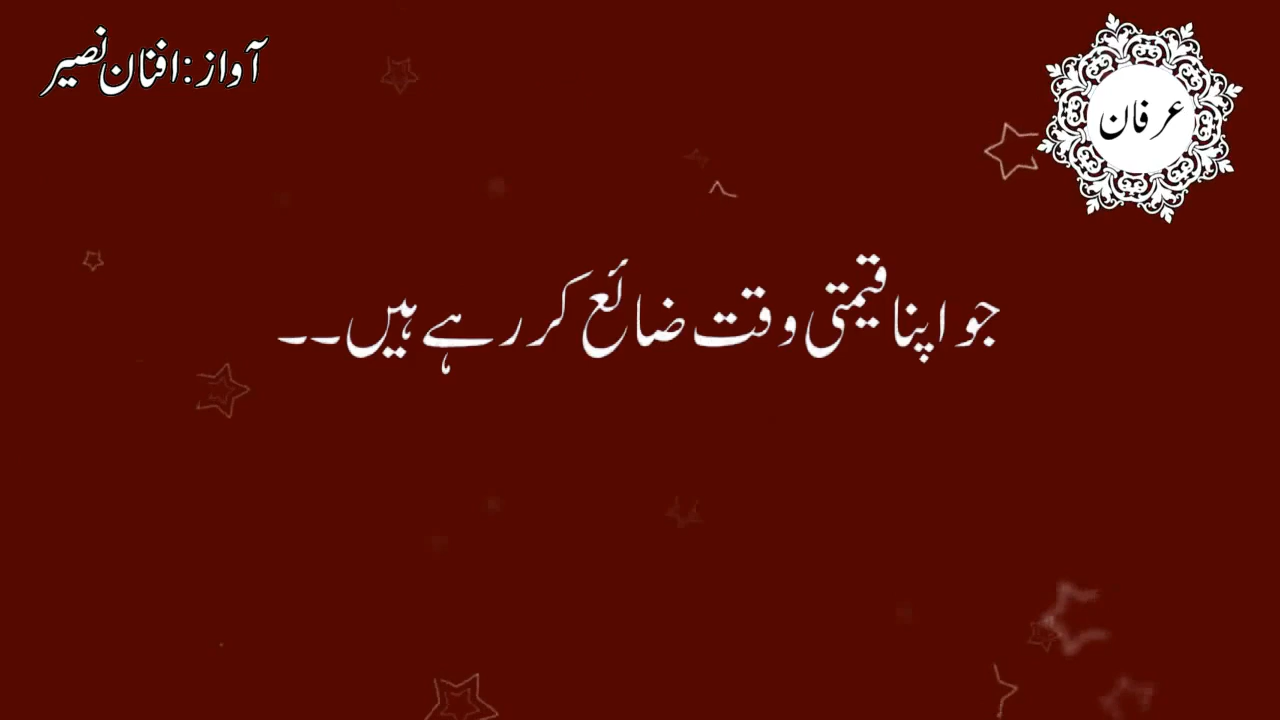 عرفان
آواز: افنان نصیر
جو اپنا قیمتی وقت ضائع کر رہے ہیں۔۔